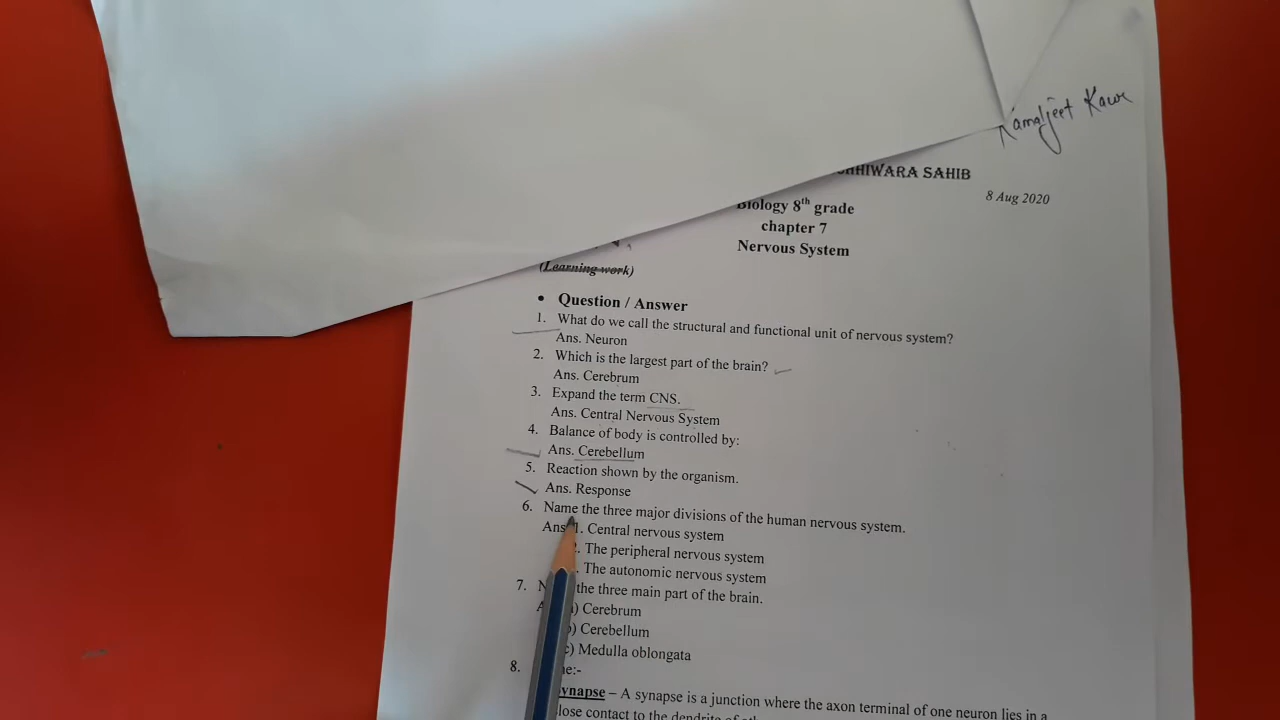 Kamaljeet Kaur
HIWARA SAHIB
8 Aug 2020
Biology 8th grade
chapter 7
Nervous System
(Learning work)
• Question / Answer
1. What do we call the structural and functional unit of nervous system?
Ans. Neuron
2. Which is the largest part of the brain?
Ans. Cerebrum
3. Expand the term CNS.
Ans. Central Nervous System
4. Balance of body is controlled by:
Ans. Cerebellum
5. Reaction shown by the organism.
Ans. Response
6. Name the three major divisions of the human nervous system.
Ans 1. Central nervous system
2. The peripheral nervous system
. The autonomic nervous system
7. N the three main part of the brain.
A ) Cerebrum
b) Cerebellum
c) Medulla oblongata
8. ne:-
ynapse – A synapse is a junction where the axon terminal of one neuron lies in a
lose contact to the dendrite of